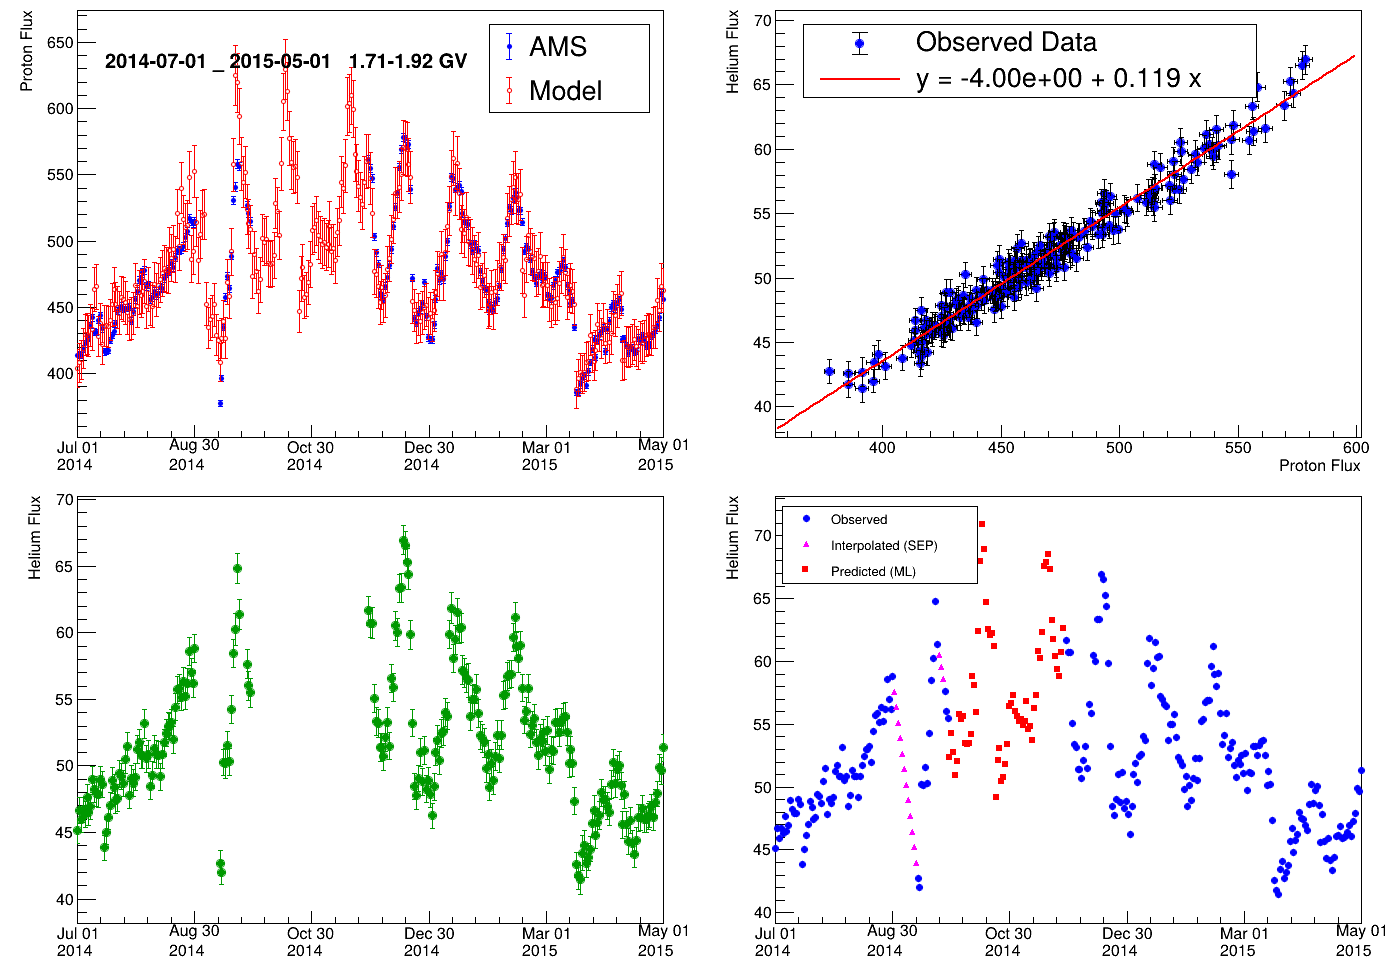 Proton Flux
650
600
550
500
450
400
2014-07-01 _ 2015-05-01 1.71-1.92 GV
AMS
Model
Jul 01
2014
Aug 30
2014
Oct 30
2014
Dec 30
2014
Mar 01
2015
May 01
2015
Helium Flux
70
65
60
55
50
45
40
Observed Data
y = -4.00e+00 + 0.119 x
400
450
500
550
600
Proton Flux
Helium Flux
70
65
60
55
50
45
40
Jul 01
2014
Aug 30
2014
Oct 30
2014
Dec 30
2014
Mar 01
2015
May 01
2015
Helium Flux
70
65
60
55
50
45
40
Observed
Interpolated (SEP)
Predicted (ML)
Jul 01
2014
Aug 30
2014
Oct 30
2014
Dec 30
2014
Mar 01
2015
May 01
2015